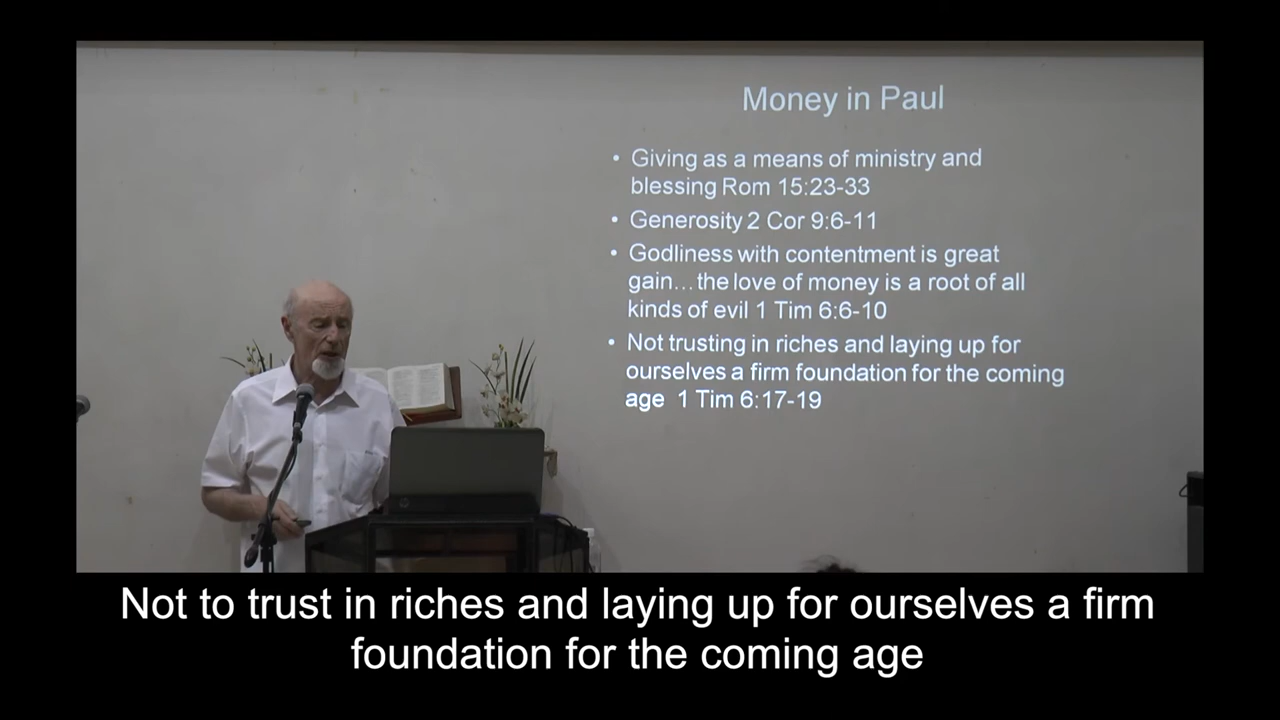 Money in Paul
• Giving as a means of ministry and
blessing Rom 15:23-33
• Generosity 2 Cor 9:6-11
• Godliness with contentment is great
gain…the love of money is a root of all
kinds of evil 1 Tim 6:6-10
• Not trusting in riches and laying up for
ourselves a firm foundation for the coming
age 1 Tim 6:17-19
Not to trust in riches and laying up for ourselves a firm
foundation for the coming age